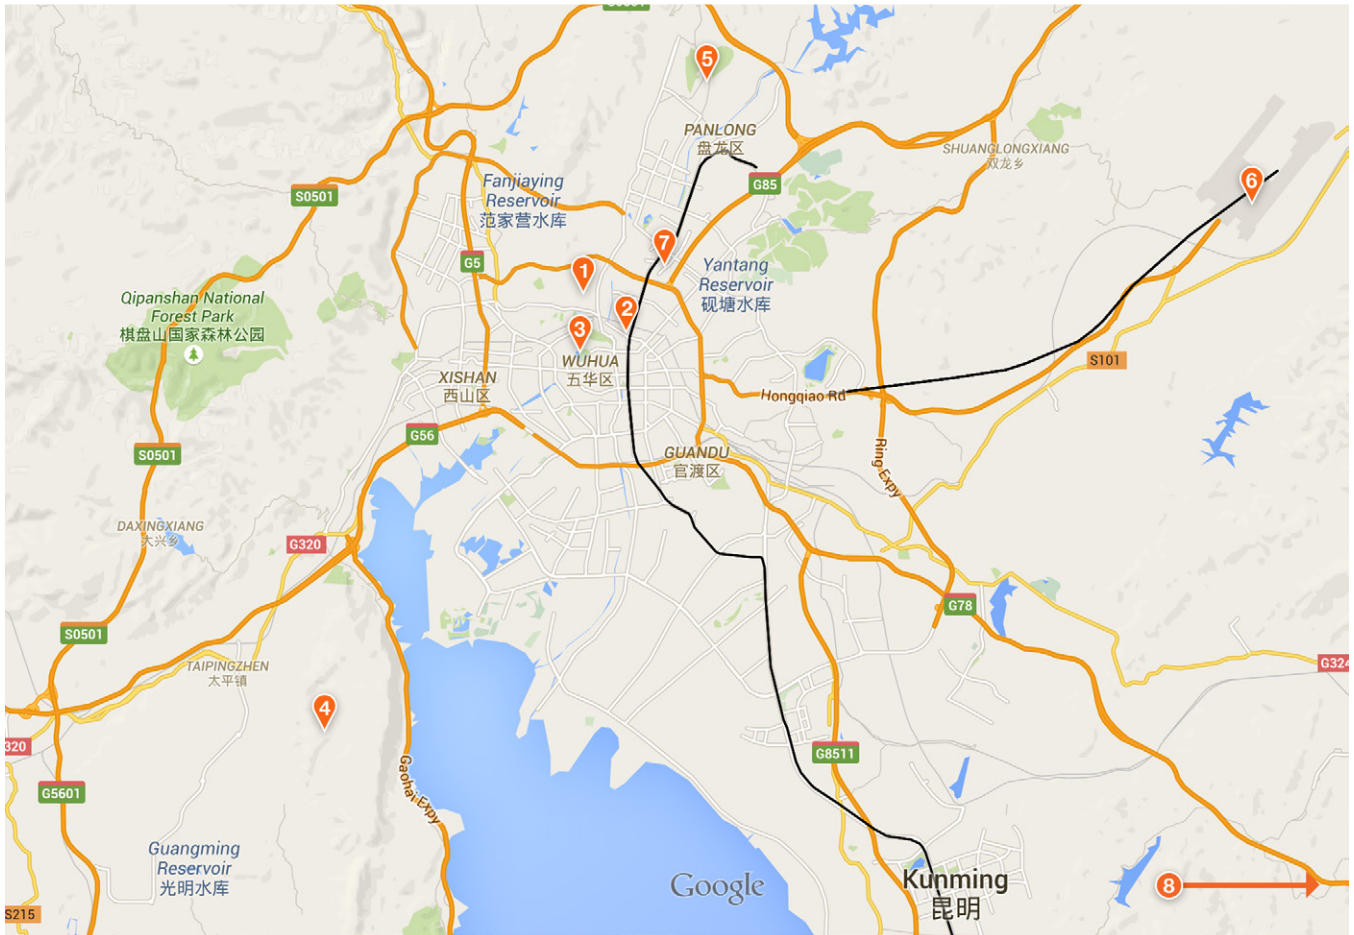 5
PANLONG
盘龙区
SHUANGLONGXIANG
双龙乡
6
G85
Fanjiaying
Reservoir
范家营水库
S0501
7
G5
1
Yantang
Reservoir
砚塘水库
Qipanshan National
Forest Park
棋盘山国家森林公园
2
3
WUHUA
五华区
S101
XISHAN
西山区
Hongqiao Rd
G56
S0501
GUANDU
官渡区
Ring Expy
DAXINGXIANG
大兴乡
G320
G78
S0501
TAIPINGZHEN
太平镇
G324
4
320
G8511
G5601
Gaohai Expy
Guangming
Reservoir
光明水库
Google
Kunming
昆明
8
S215